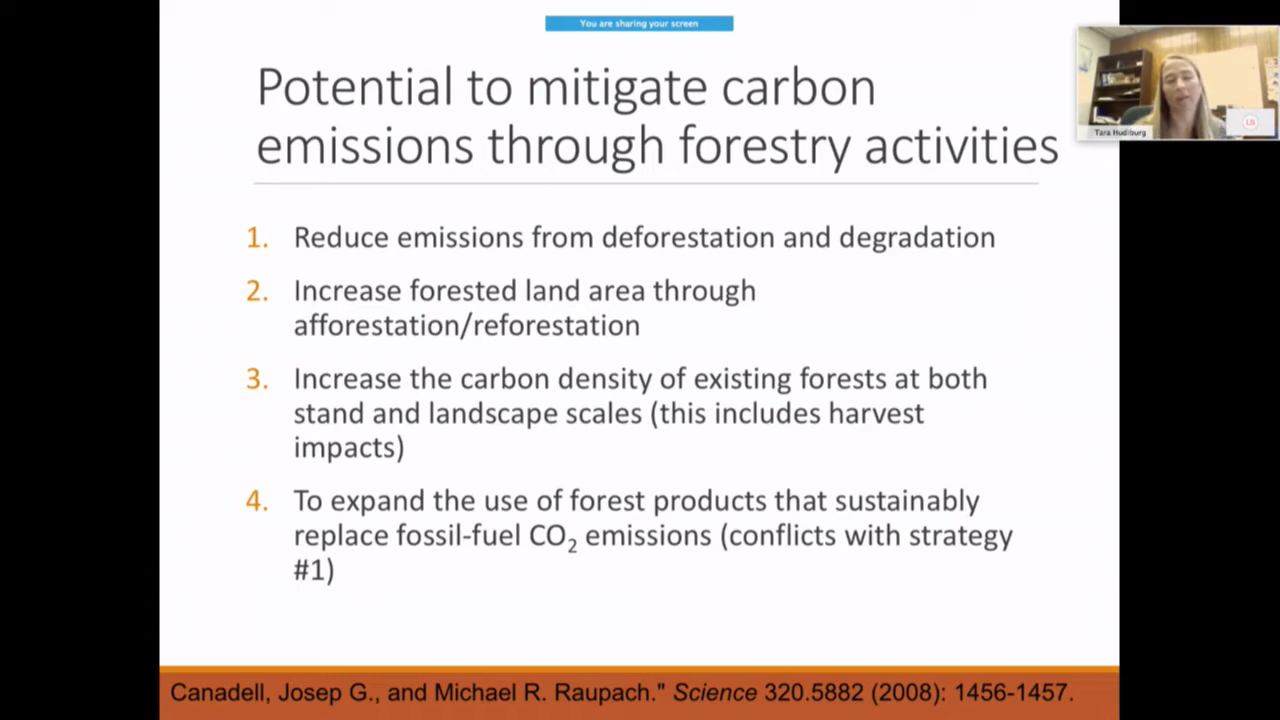 You are sharing your screen
Potential to mitigate carbon
emissions through forestry activities
Tara Hudiburg
LS
1. Reduce emissions from deforestation and degradation
2. Increase forested land area through
afforestation/reforestation
3. Increase the carbon density of existing forests at both
stand and landscape scales (this includes harvest
impacts)
4. To expand the use of forest products that sustainably
replace fossil-fuel CO₂ emissions (conflicts with strategy
#1)
Canadell, Josep G., and Michael R. Raupach." Science 320.5882 (2008): 1456-1457.